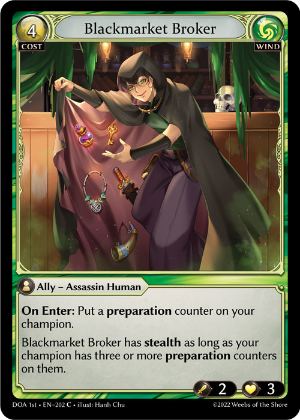 4
Blackmarket Broker
COST
WIND
Ally – Assassin Human
On Enter: Put a preparation counter on your
champion.
Blackmarket Broker has stealth as long as your
champion has three or more preparation counters
on them.
2 3
DOA 1st • EN–202 C • illust: Hanh Chu
©2022 Weebs of the Shore